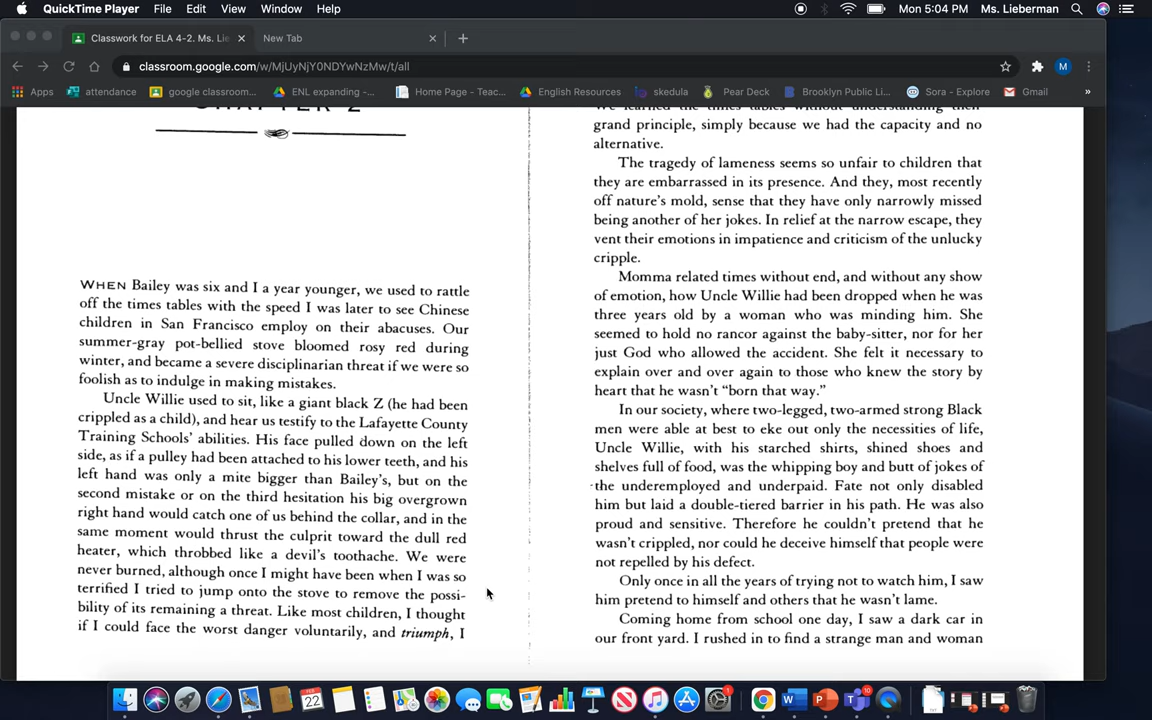 QuickTime Player File Edit View Window Help
Mon 5:04 PM Ms. Lieberman
Classwork for ELA 4-2. Ms. Lie
New Tab
classroom.google.com/w/MjUyNjY0NDYwNzMw/t/all
Apps attendance google classroom... ENL expanding -... Home Page - Teac... English Resources skedula Pear Deck Brooklyn Public Li... Sora - Explore Gmail »
CHAPTER 2
WHEN Bailey was six and I a year younger, we used to rattle
off the times tables with the speed I was later to see Chinese
children in San Francisco employ on their abacuses. Our
summer-gray pot-bellied stove bloomed rosy red during
winter, and became a severe disciplinarian threat if we were so
foolish as to indulge in making mistakes.
Uncle Willie used to sit, like a giant black Z (he had been
crippled as a child), and hear us testify to the Lafayette County
Training Schools' abilities. His face pulled down on the left
side, as if a pulley had been attached to his lower teeth, and his
left hand was only a mite bigger than Bailey's, but on the
second mistake or on the third hesitation his big overgrown
right hand would catch one of us behind the collar, and in the
same moment would thrust the culprit toward the dull red
heater, which throbbed like a devil's toothache. We were
never burned, although once I might have been when I was so
terrified I tried to jump onto the stove to remove the possi-
bility of its remaining a threat. Like most children, I thought
if I could face the worst danger voluntarily, and triumph, I
We learned the times tables without understanding their
grand principle, simply because we had the capacity and no
alternative.
The tragedy of lameness seems so unfair to children that
they are embarrassed in its presence. And they, most recently
off nature's mold, sense that they have only narrowly missed
being another of her jokes. In relief at the narrow escape, they
vent their emotions in impatience and criticism of the unlucky
cripple.
Momma related times without end, and without any show
of emotion, how Uncle Willie had been dropped when he was
three years old by a woman who was minding him. She
seemed to hold no rancor against the baby-sitter, nor for her
just God who allowed the accident. She felt it necessary to
explain over and over again to those who knew the story by
heart that he wasn't "born that way."
In our society, where two-legged, two-armed strong Black
men were able at best to eke out only the necessities of life,
Uncle Willie, with his starched shirts, shined shoes and
shelves full of food, was the whipping boy and butt of jokes of
the underemployed and underpaid. Fate not only disabled
him but laid a double-tiered barrier in his path. He was also
proud and sensitive. Therefore he couldn't pretend that he
wasn't crippled, nor could he deceive himself that people were
not repelled by his defect.
Only once in all the years of trying not to watch him, I saw
him pretend to himself and others that he wasn't lame.
Coming home from school one day, I saw a dark car in
our front yard. I rushed in to find a strange man and woman